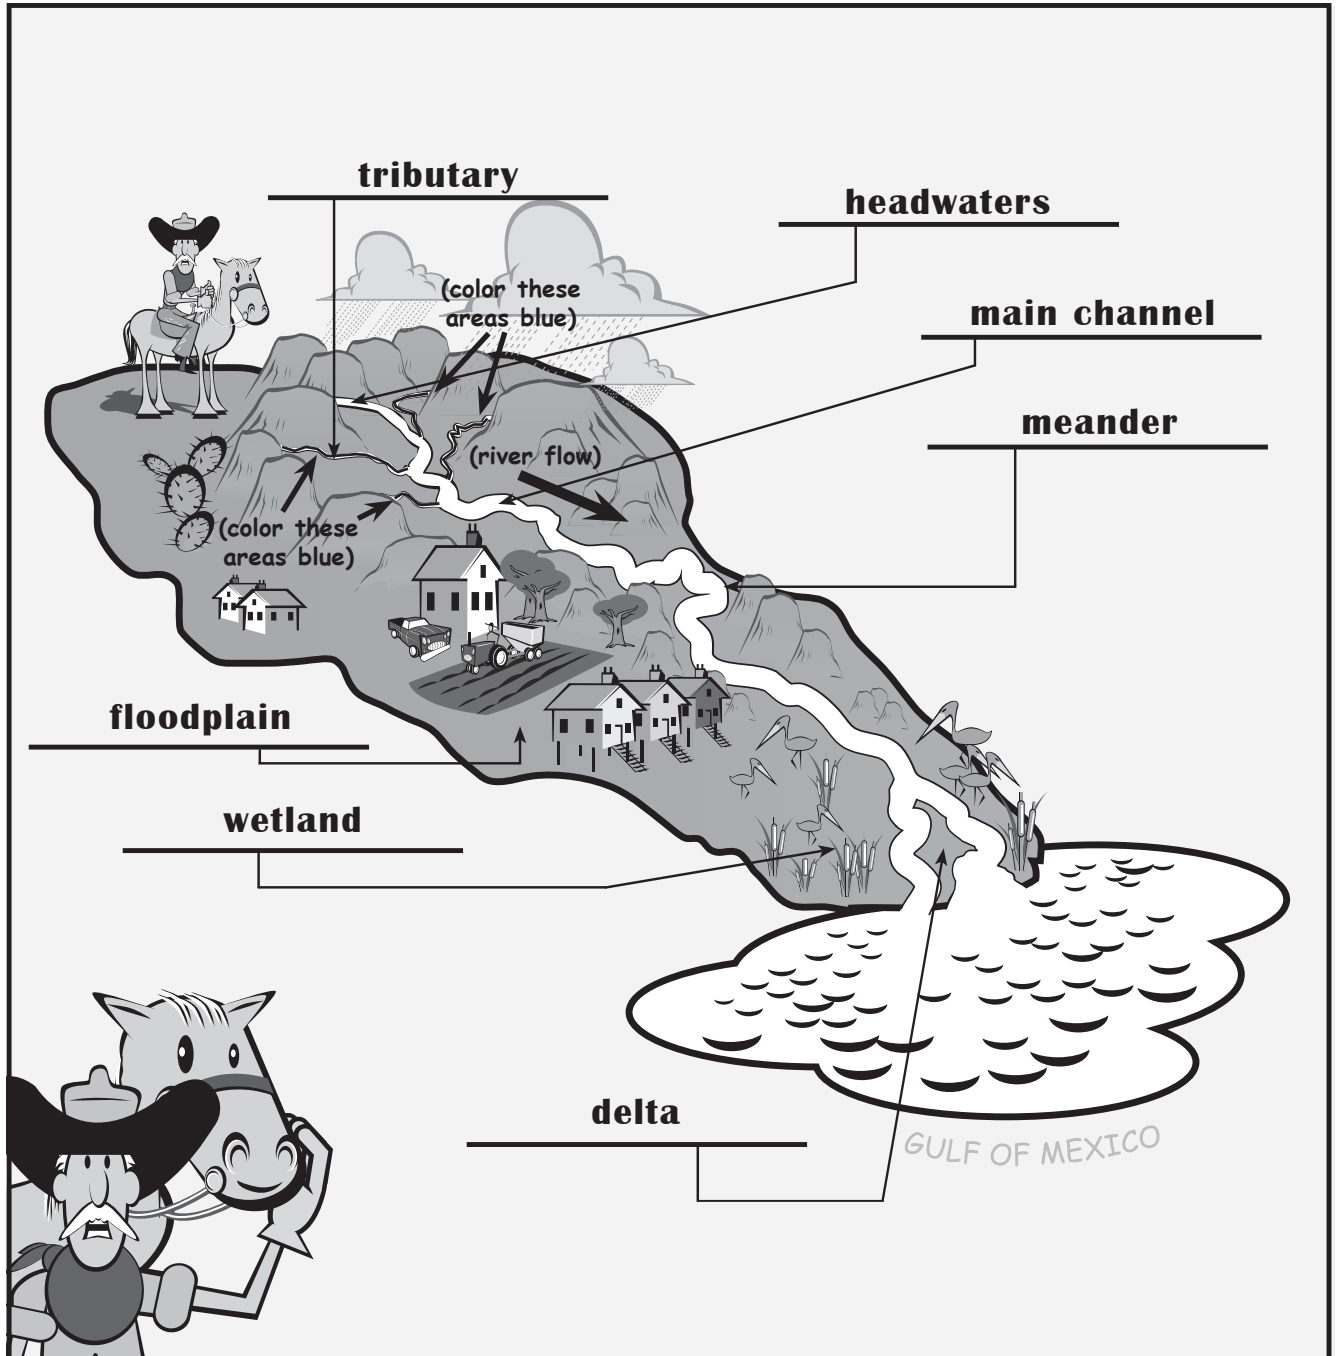 tributary
headwaters
(color these
areas blue)
main channel
meander
(river flow)
(color these
areas blue)
floodplain
wetland
delta
GULF OF MEXICO